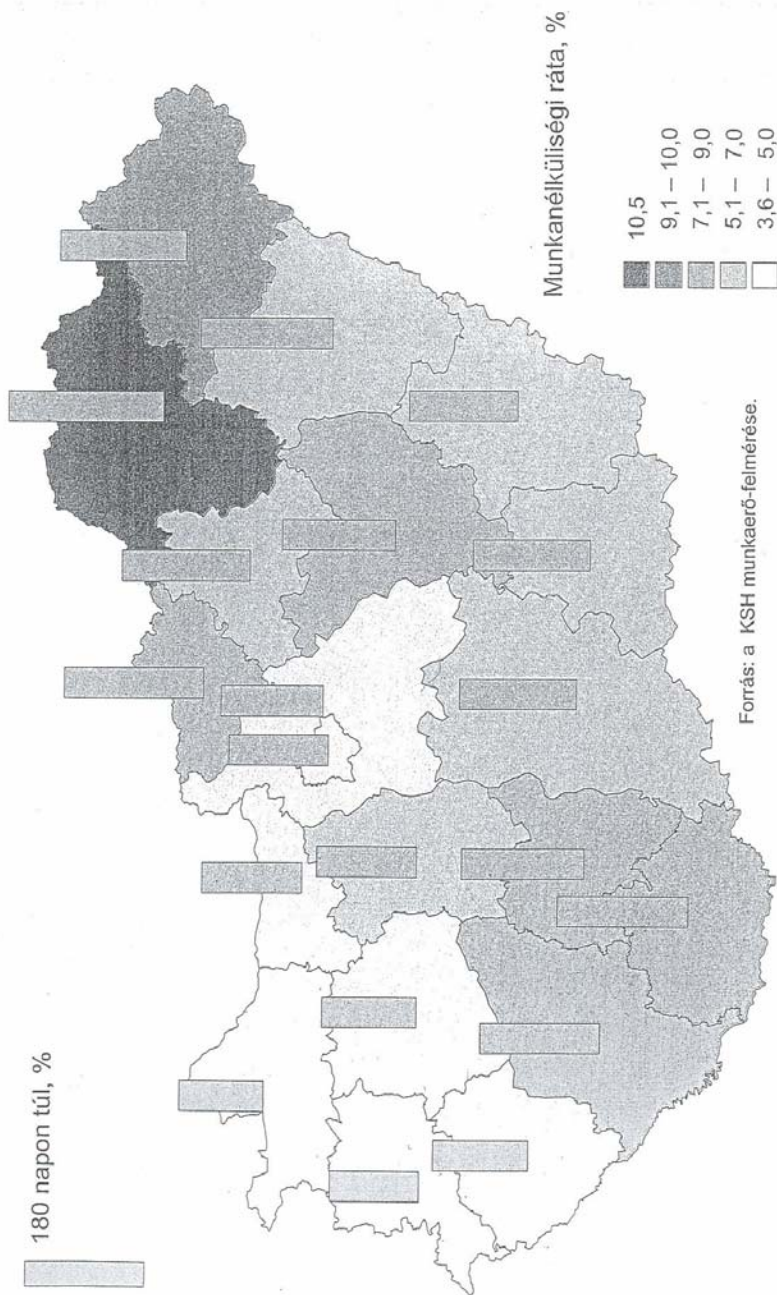 180 napon túl, %
Munkanélküliségi ráta, %
10,5
9,1 – 10,0
7,1 – 9,0
5,1 – 7,0
3,6 – 5,0
Forrás: a KSH munkaerő-felmérése.